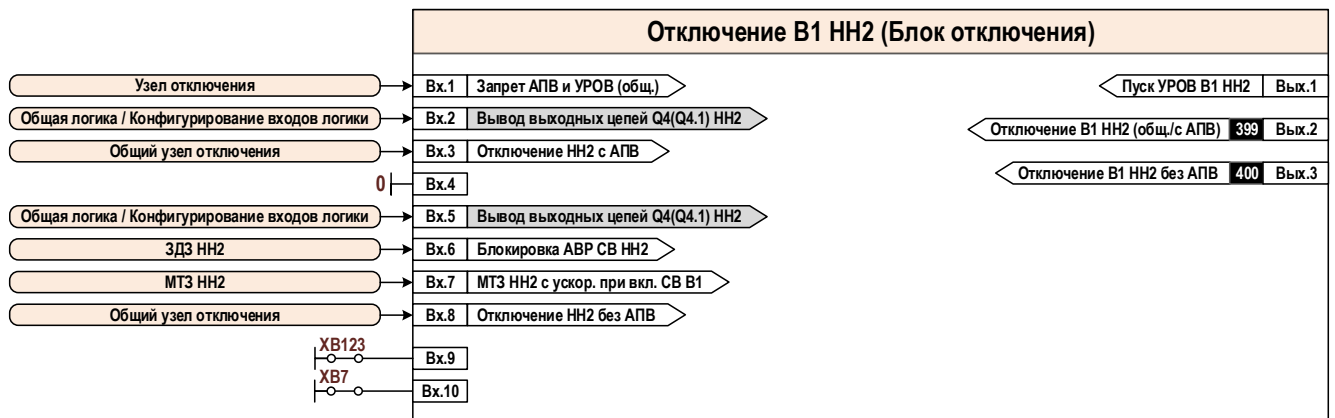 Отключение В1 НН2 (Блок отключения)
Узел отключения Вх.1 Запрет АПВ и УРОВ (общ.) Пуск УРОВ В1 НН2 Вых.1
Общая логика / Конфигурирование входов логики Вх.2 Вывод выходных цепей Q4(Q4.1) НН2
Отключение В1 НН2 (общ./с АПВ) 399 Вых.2
Общий узел отключения Вх.3 Отключение НН2 с АПВ
Отключение В1 НН2 без АПВ 400 Вых.3
0 Вх.4
Общая логика / Конфигурирование входов логики Вх.5 Вывод выходных цепей Q4(Q4.1) НН2
ЗДЗ НН2 Вх.6 Блокировка АВР СВ НН2
МТЗ НН2 Вх.7 МТЗ НН2 с ускор. при вкл. СВ В1
Общий узел отключения Вх.8 Отключение НН2 без АПВ
XB123 Вх.9
XB7 Вх.10